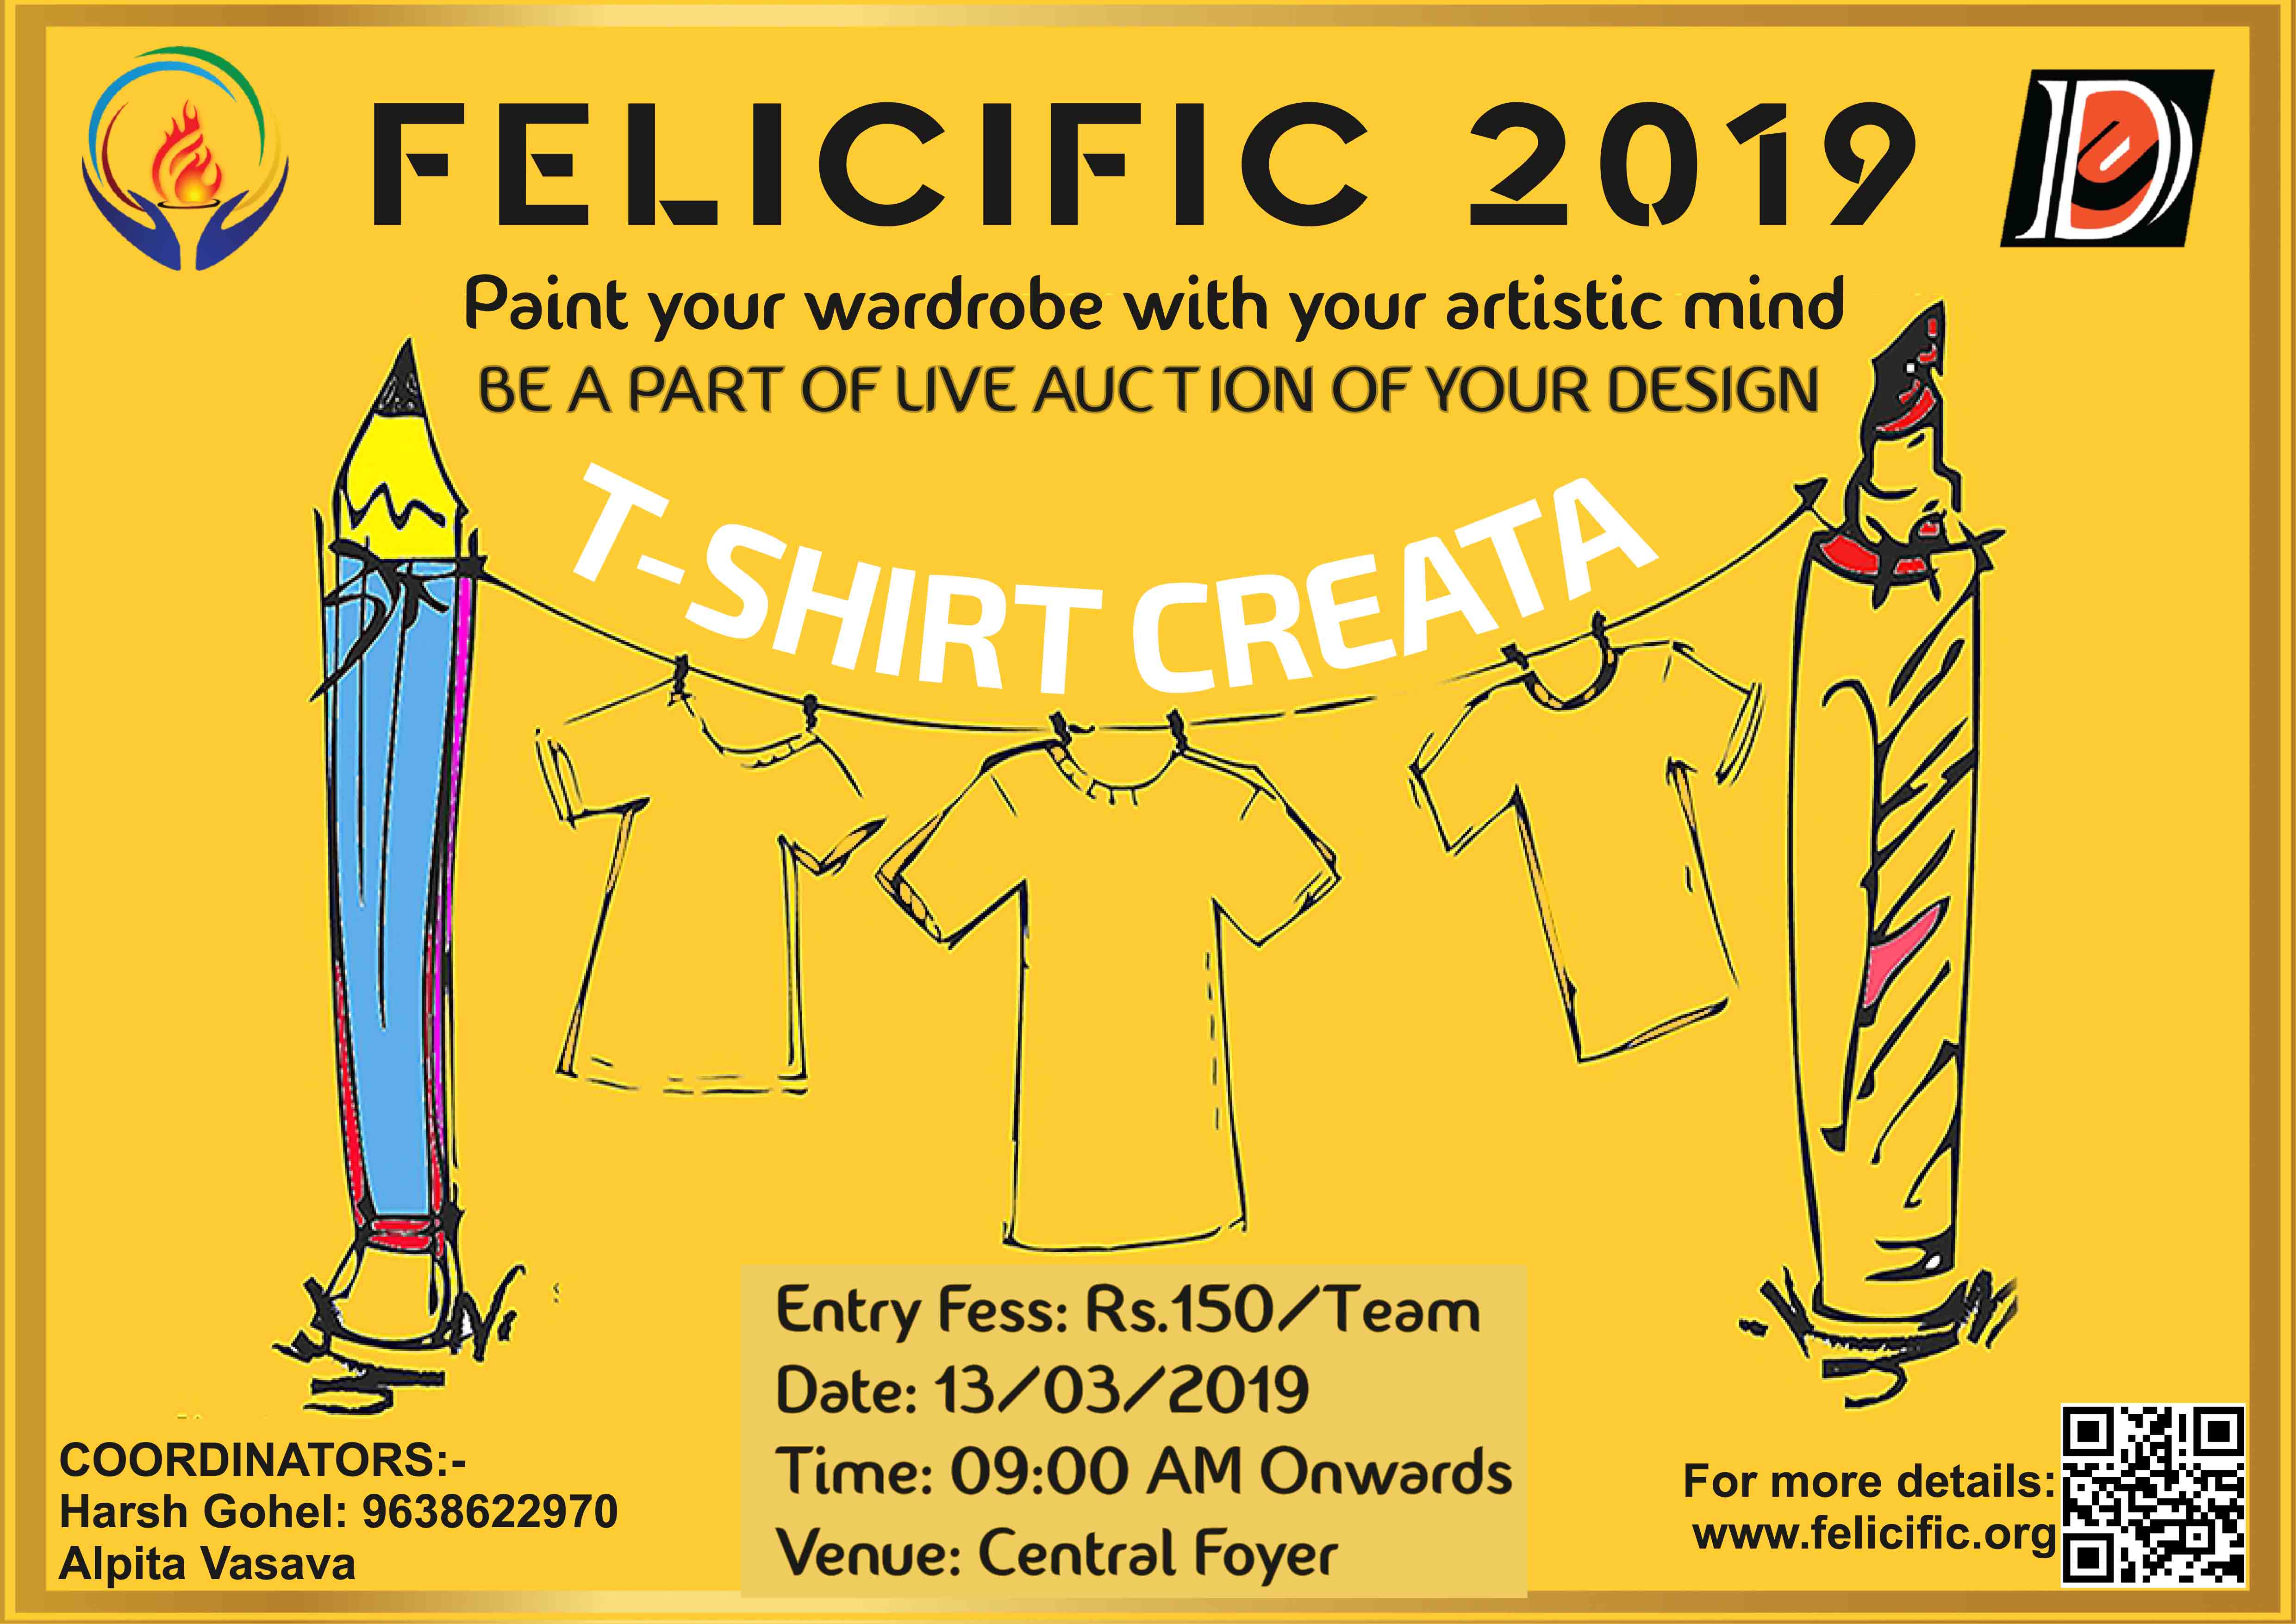 FELICIFIC 2019
Paint your wardrobe with your artistic mind
BE A PART OF LIVE AUCTION OF YOUR DESIGN
T-SHIRT CREATA
Entry Fess: Rs.150/Team
Date: 13/03/2019
Time: 09:00 AM Onwards
Venue: Central Foyer
COORDINATORS:-
Harsh Gohel: 9638622970
Alpita Vasava
For more details:
www.felicific.org